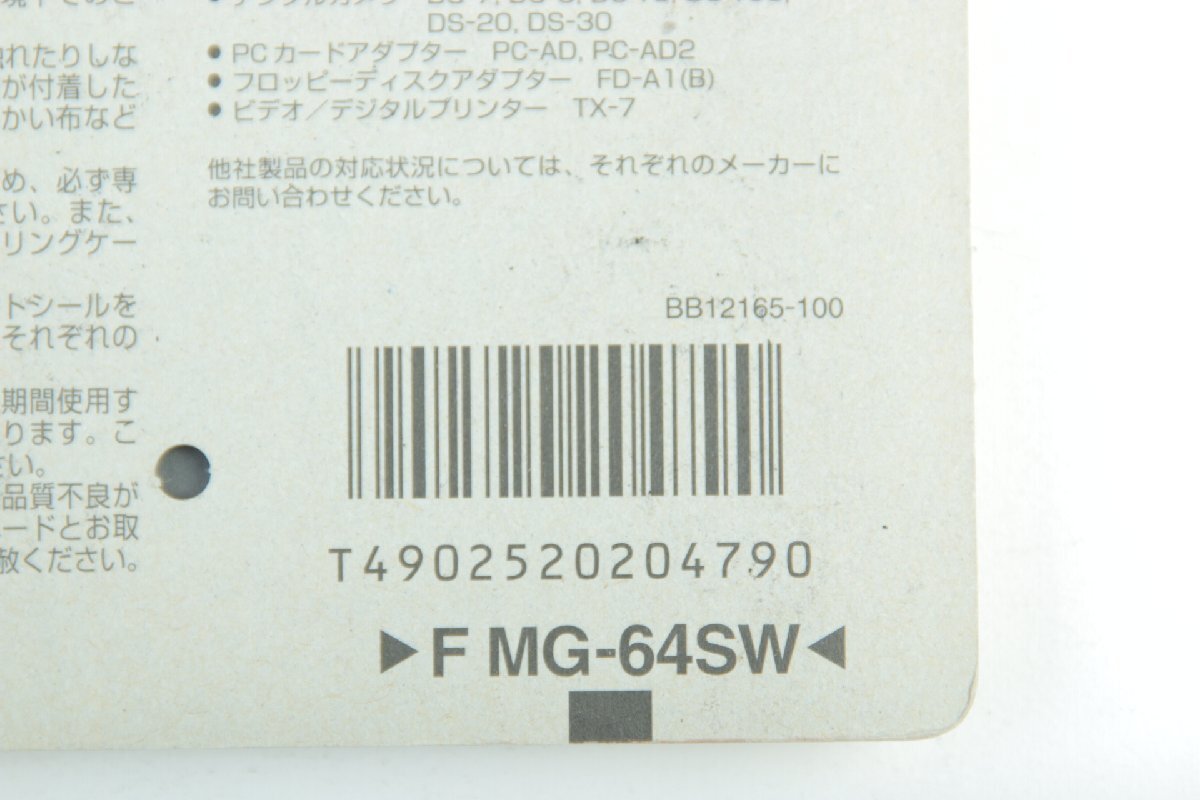 触れたりしな
が付着した
かい布など
め、必ず専
さい。また、
リングケー
トシールを
それぞれの
期間使用す
ります。こ
さい。
品質不良が
ードとお取
赦ください。
DS-20, DS-30
● PCカードアダプター PC-AD, PC-AD2
● フロッピーディスクアダプター FD-A1(B)
● ビデオ/デジタルプリンター TX-7
他社製品の対応状況については、それぞれのメーカーに
お問い合わせください。
BB12165-100
T4902520204790
▶F MG-64SW◀